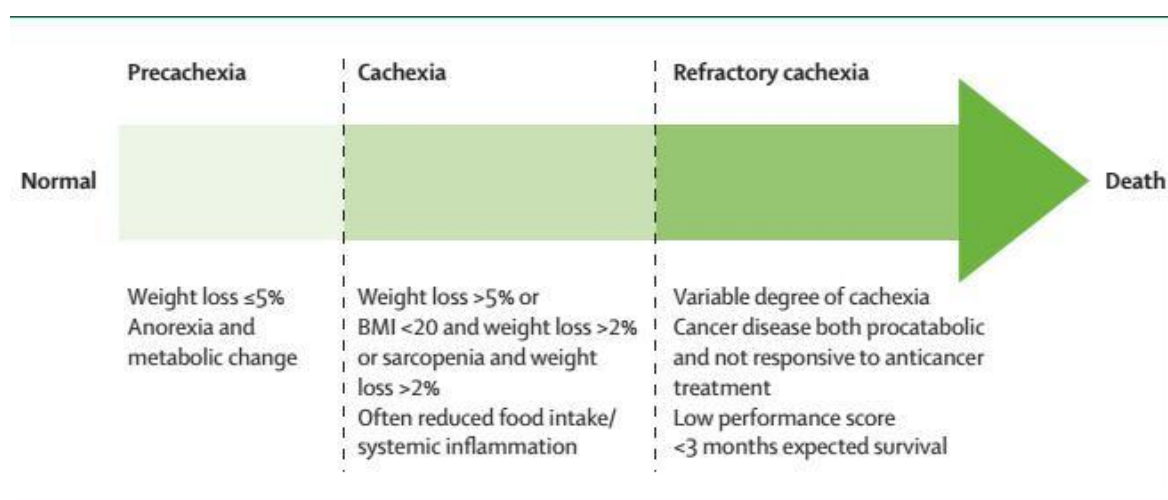 Precachexia
Cachexia
Refractory cachexia
Normal
Death
Weight loss ≤5%
Anorexia and
metabolic change
Weight loss >5% or
BMI <20 and weight loss >2%
or sarcopenia and weight
loss >2%
Often reduced food intake/
systemic inflammation
Variable degree of cachexia
Cancer disease both procatabolic
and not responsive to anticancer
treatment
Low performance score
<3 months expected survival